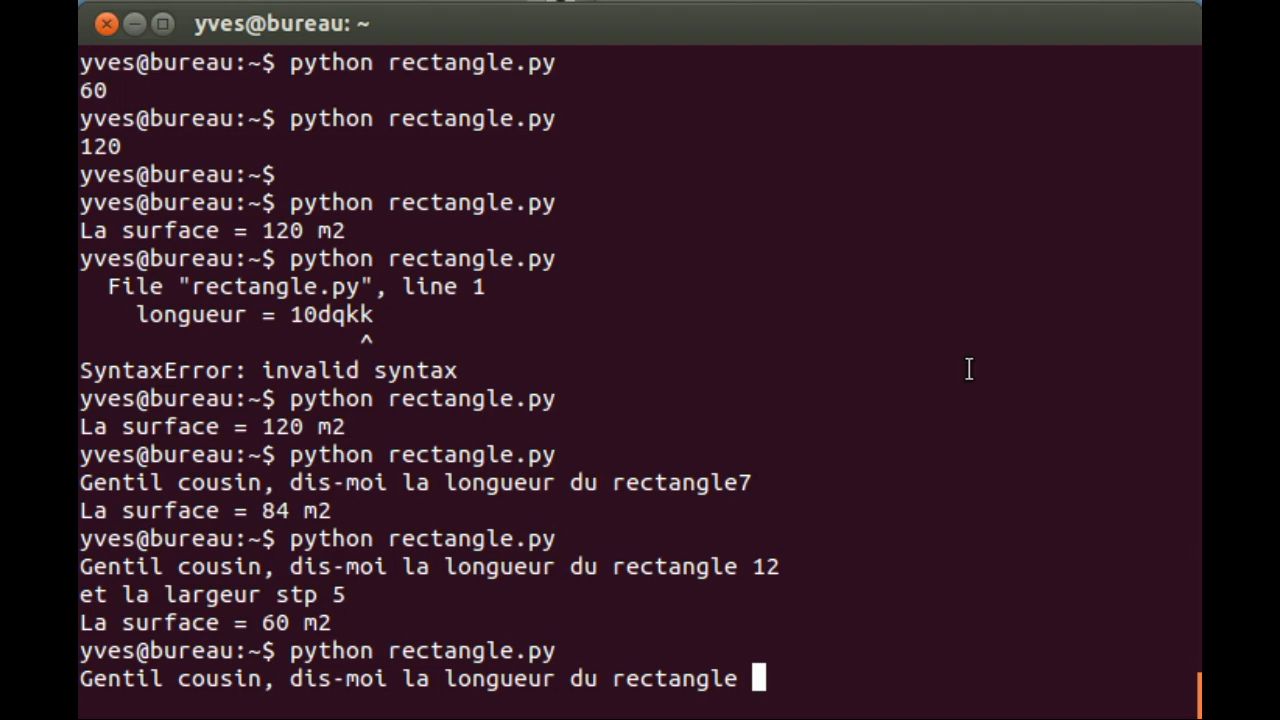 yves@bureau: ~
yves@bureau:~$ python rectangle.py
60
yves@bureau:~$ python rectangle.py
120
yves@bureau:~$
yves@bureau:~$ python rectangle.py
La surface = 120 m2
yves@bureau:~$ python rectangle.py
  File "rectangle.py", line 1
    longueur = 10dqkk
                    ^
SyntaxError: invalid syntax
yves@bureau:~$ python rectangle.py
La surface = 120 m2
yves@bureau:~$ python rectangle.py
Gentil cousin, dis-moi la longueur du rectangle7
La surface = 84 m2
yves@bureau:~$ python rectangle.py
Gentil cousin, dis-moi la longueur du rectangle 12
et la largeur stp 5
La surface = 60 m2
yves@bureau:~$ python rectangle.py
Gentil cousin, dis-moi la longueur du rectangle